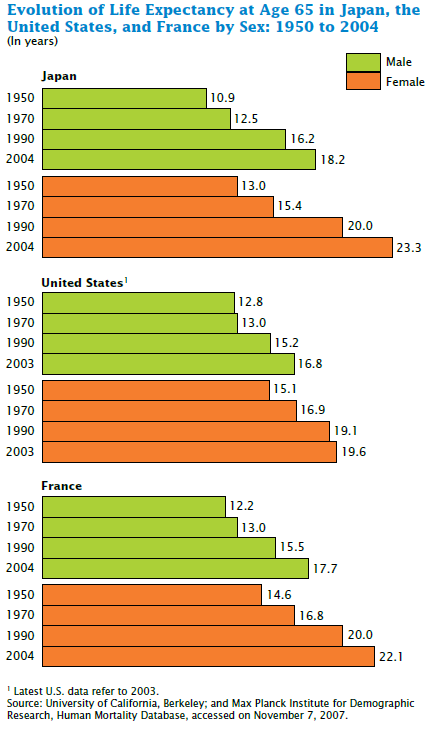 Evolution of Life Expectancy at Age 65 in Japan, the
United States, and France by Sex: 1950 to 2004
(In years)
Male
Female
Japan
1950 10.9
1970 12.5
1990 16.2
2004 18.2
1950 13.0
1970 15.4
1990 20.0
2004 23.3
United States¹
1950 12.8
1970 13.0
1990 15.2
2003 16.8
1950 15.1
1970 16.9
1990 19.1
2003 19.6
France
1950 12.2
1970 13.0
1990 15.5
2004 17.7
1950 14.6
1970 16.8
1990 20.0
2004 22.1
¹ Latest U.S. data refer to 2003.
Source: University of California, Berkeley; and Max Planck Institute for Demographic
Research, Human Mortality Database, accessed on November 7, 2007.